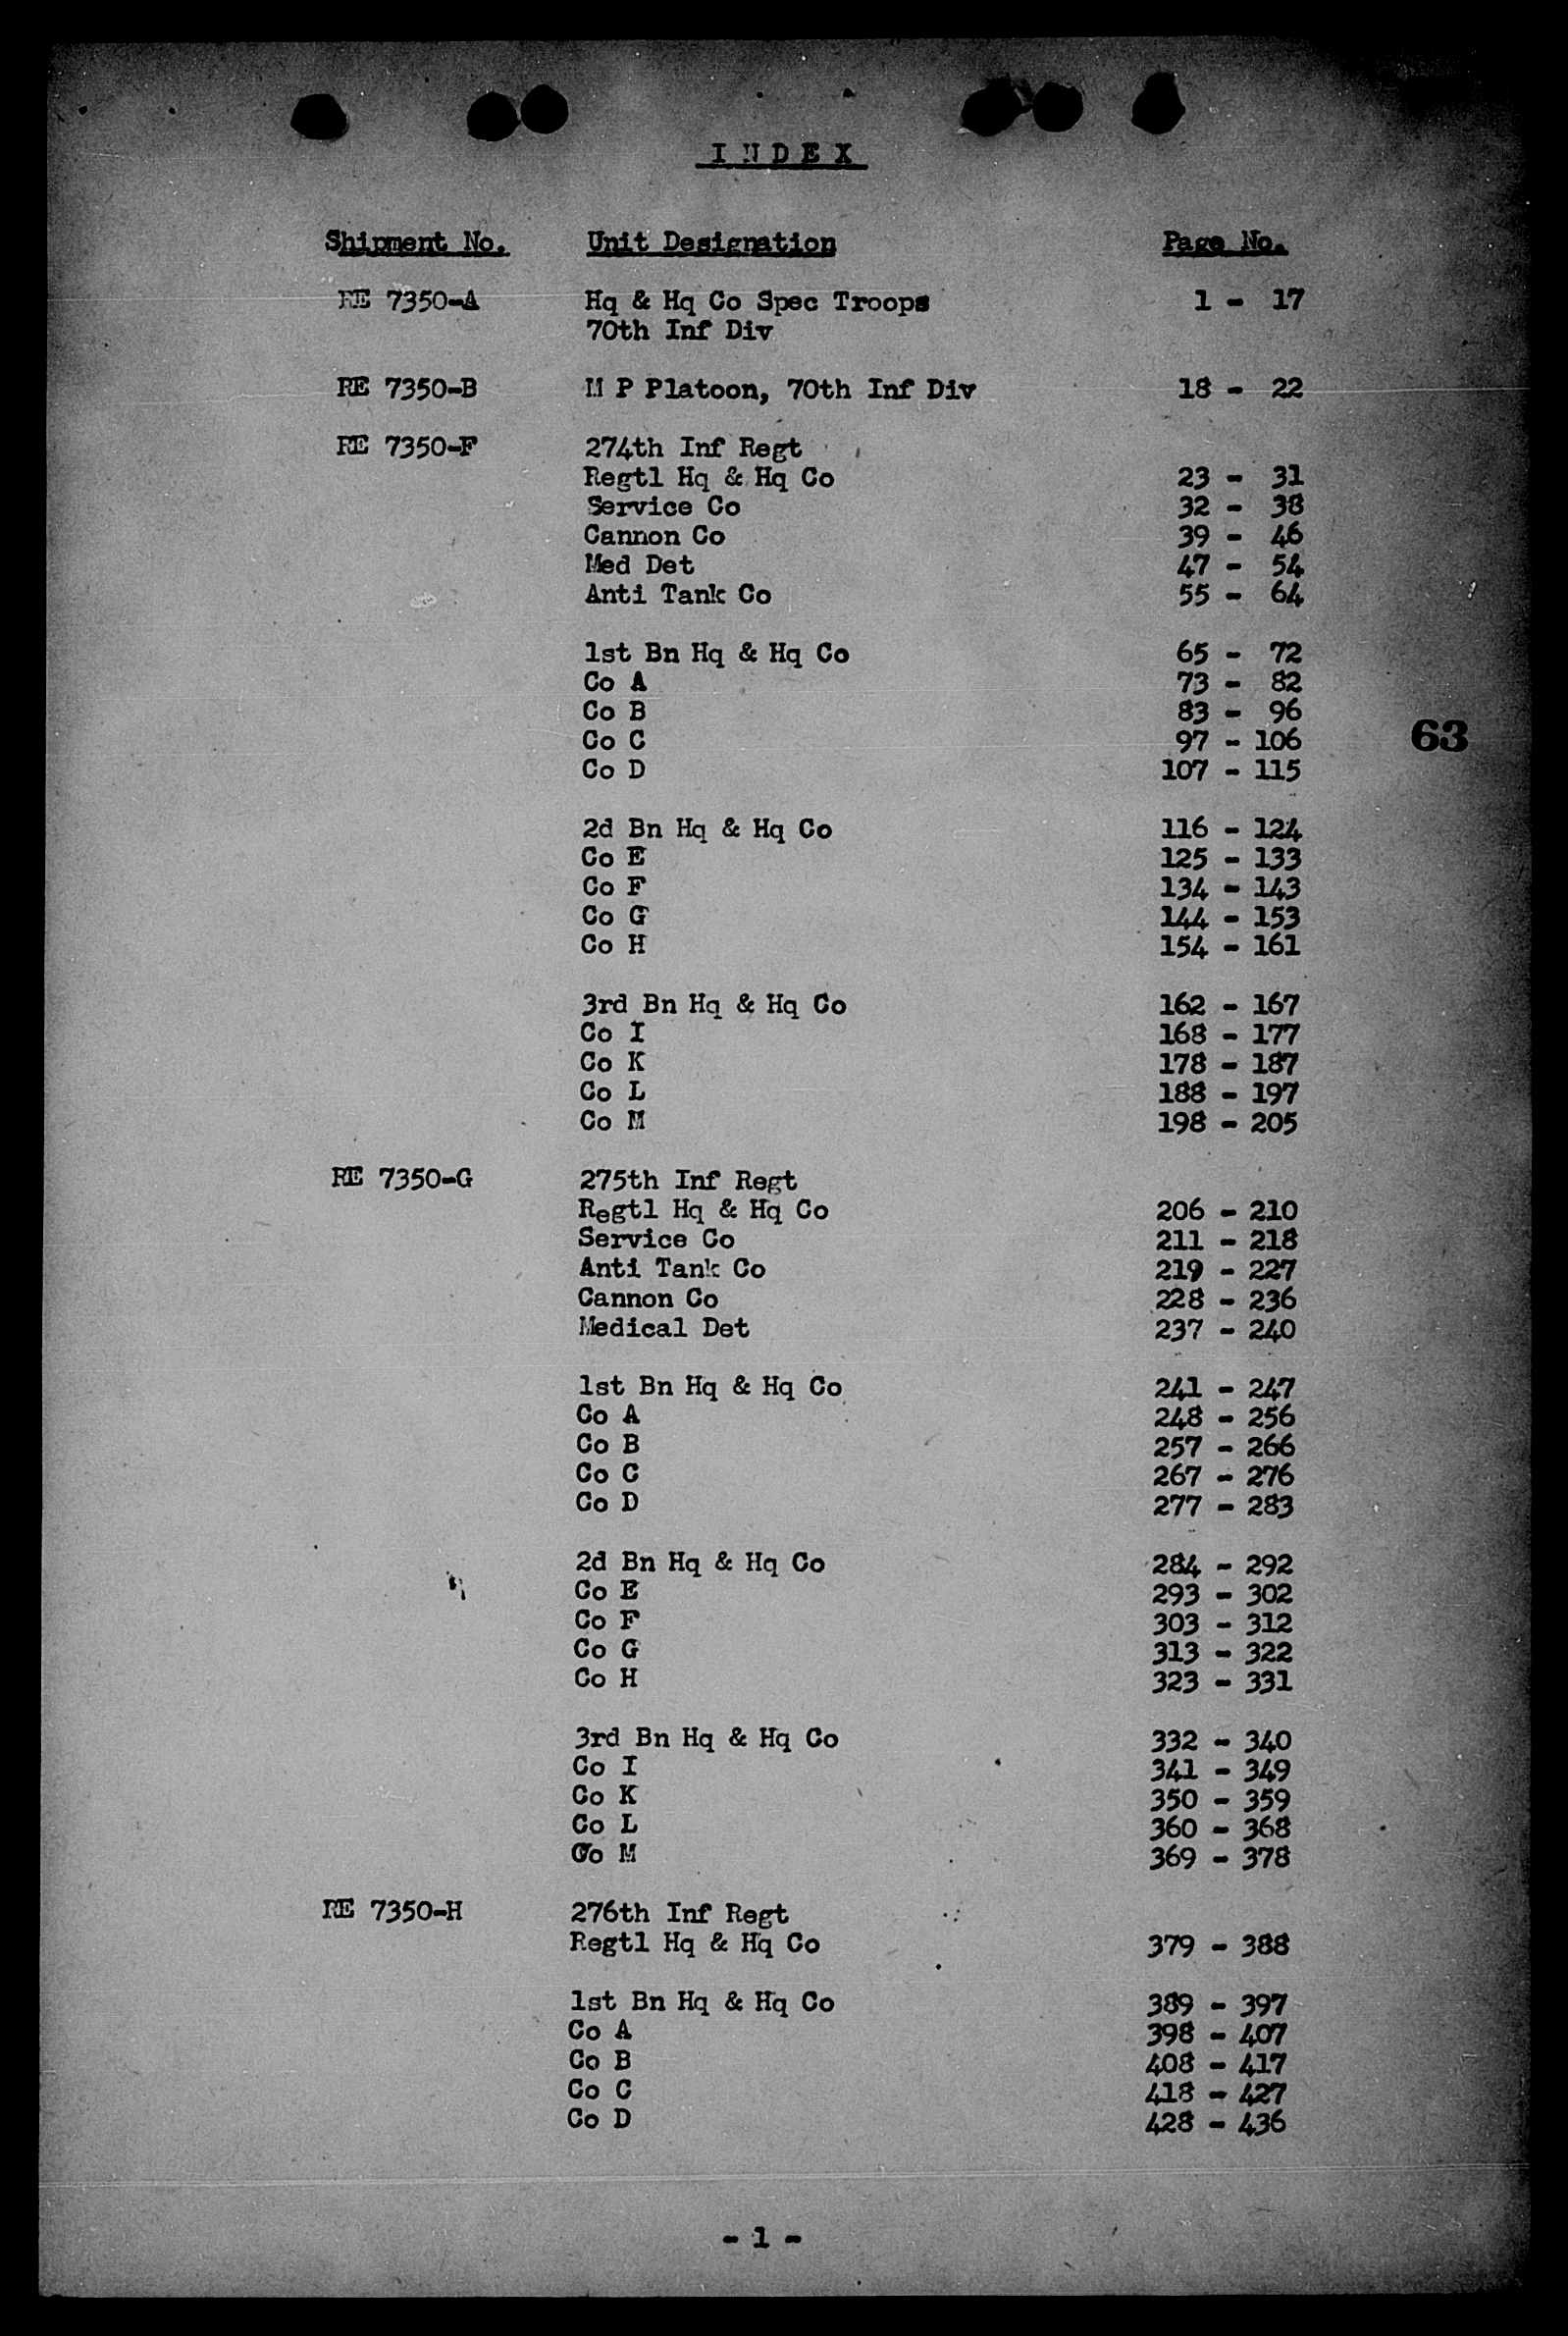 INDEX
Shipment No. Unit Designation Page No.
RE 7350-A Hq & Hq Co Spec Troops 1 - 17
70th Inf Div
RE 7350-B M P Platoon, 70th Inf Div 18 - 22
RE 7350-F 274th Inf Regt
Regtl Hq & Hq Co 23 - 31
Service Co 32 - 38
Cannon Co 39 - 46
Med Det 47 - 54
Anti Tank Co 55 - 64
1st Bn Hq & Hq Co 65 - 72
Co A 73 - 82
Co B 83 - 96
63
Co C 97 - 106
Co D 107 - 115
2d Bn Hq & Hq Co 116 - 124
Co E 125 - 133
Co F 134 - 143
Co G 144 - 153
Co H 154 - 161
3rd Bn Hq & Hq Co 162 - 167
Co I 168 - 177
Co K 178 - 187
Co L 188 - 197
Co M 198 - 205
RE 7350-G 275th Inf Regt
Regtl Hq & Hq Co 206 - 210
Service Co 211 - 218
Anti Tank Co 219 - 227
Cannon Co 228 - 236
Medical Det 237 - 240
1st Bn Hq & Hq Co 241 - 247
Co A 248 - 256
Co B 257 - 266
Co C 267 - 276
Co D 277 - 283
2d Bn Hq & Hq Co 284 - 292
Co E 293 - 302
Co F 303 - 312
Co G 313 - 322
Co H 323 - 331
3rd Bn Hq & Hq Co 332 - 340
Co I 341 - 349
Co K 350 - 359
Co L 360 - 368
Co M 369 - 378
RE 7350-H 276th Inf Regt
Regtl Hq & Hq Co 379 - 388
1st Bn Hq & Hq Co 389 - 397
Co A 398 - 407
Co B 408 - 417
Co C 418 - 427
Co D 428 - 436
- 1 -